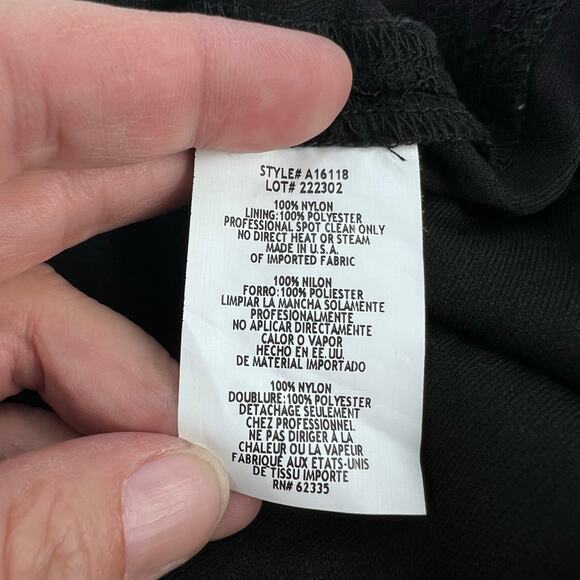 STYLE# A16118
LOT# 222302
100% NYLON
LINING:100% POLYESTER
PROFESSIONAL SPOT CLEAN ONLY
NO DIRECT HEAT OR STEAM
MADE IN U.S.A.
OF IMPORTED FABRIC
100% NILON
FORRO:100% POLIESTER
LIMPIAR LA MANCHA SOLAMENTE
PROFESIONALMENTE
NO APLICAR DIRECTAMENTE
CALOR O VAPOR
HECHO EN EE.UU.
DE MATERIAL IMPORTADO
100% NYLON
DOUBLURE:100% POLYESTER
DETACHAGE SEULEMENT
CHEZ PROFESSIONNEL
NE PAS DIRIGER À LA
CHALEUR OU LA VAPEUR
FABRIQUÉ AUX ETATS-UNIS
DE TISSU IMPORTE
RN# 62335